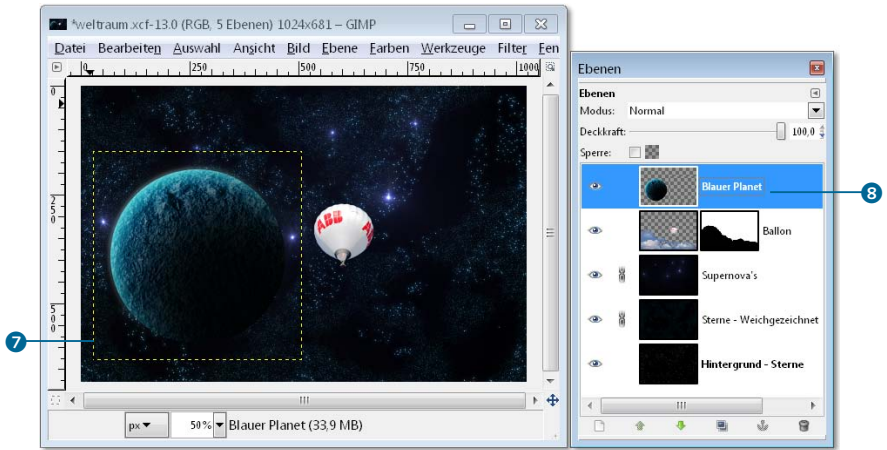 *weltraum.xcf-13.0 (RGB, 5 Ebenen) 1024x681 – GIMP
Datei Bearbeiten Auswahl Ansicht Bild Ebene Farben Werkzeuge Filter Fen
0 250 500 750 1000
0
250
500
ABB
7
px 50% Blauer Planet (33,9 MB)
Ebenen
Ebenen
Modus: Normal
Deckkraft: 100,0
Sperre:
Blauer Planet
8
Ballon
Supernova's
Sterne - Weichgezeichnet
Hintergrund - Sterne